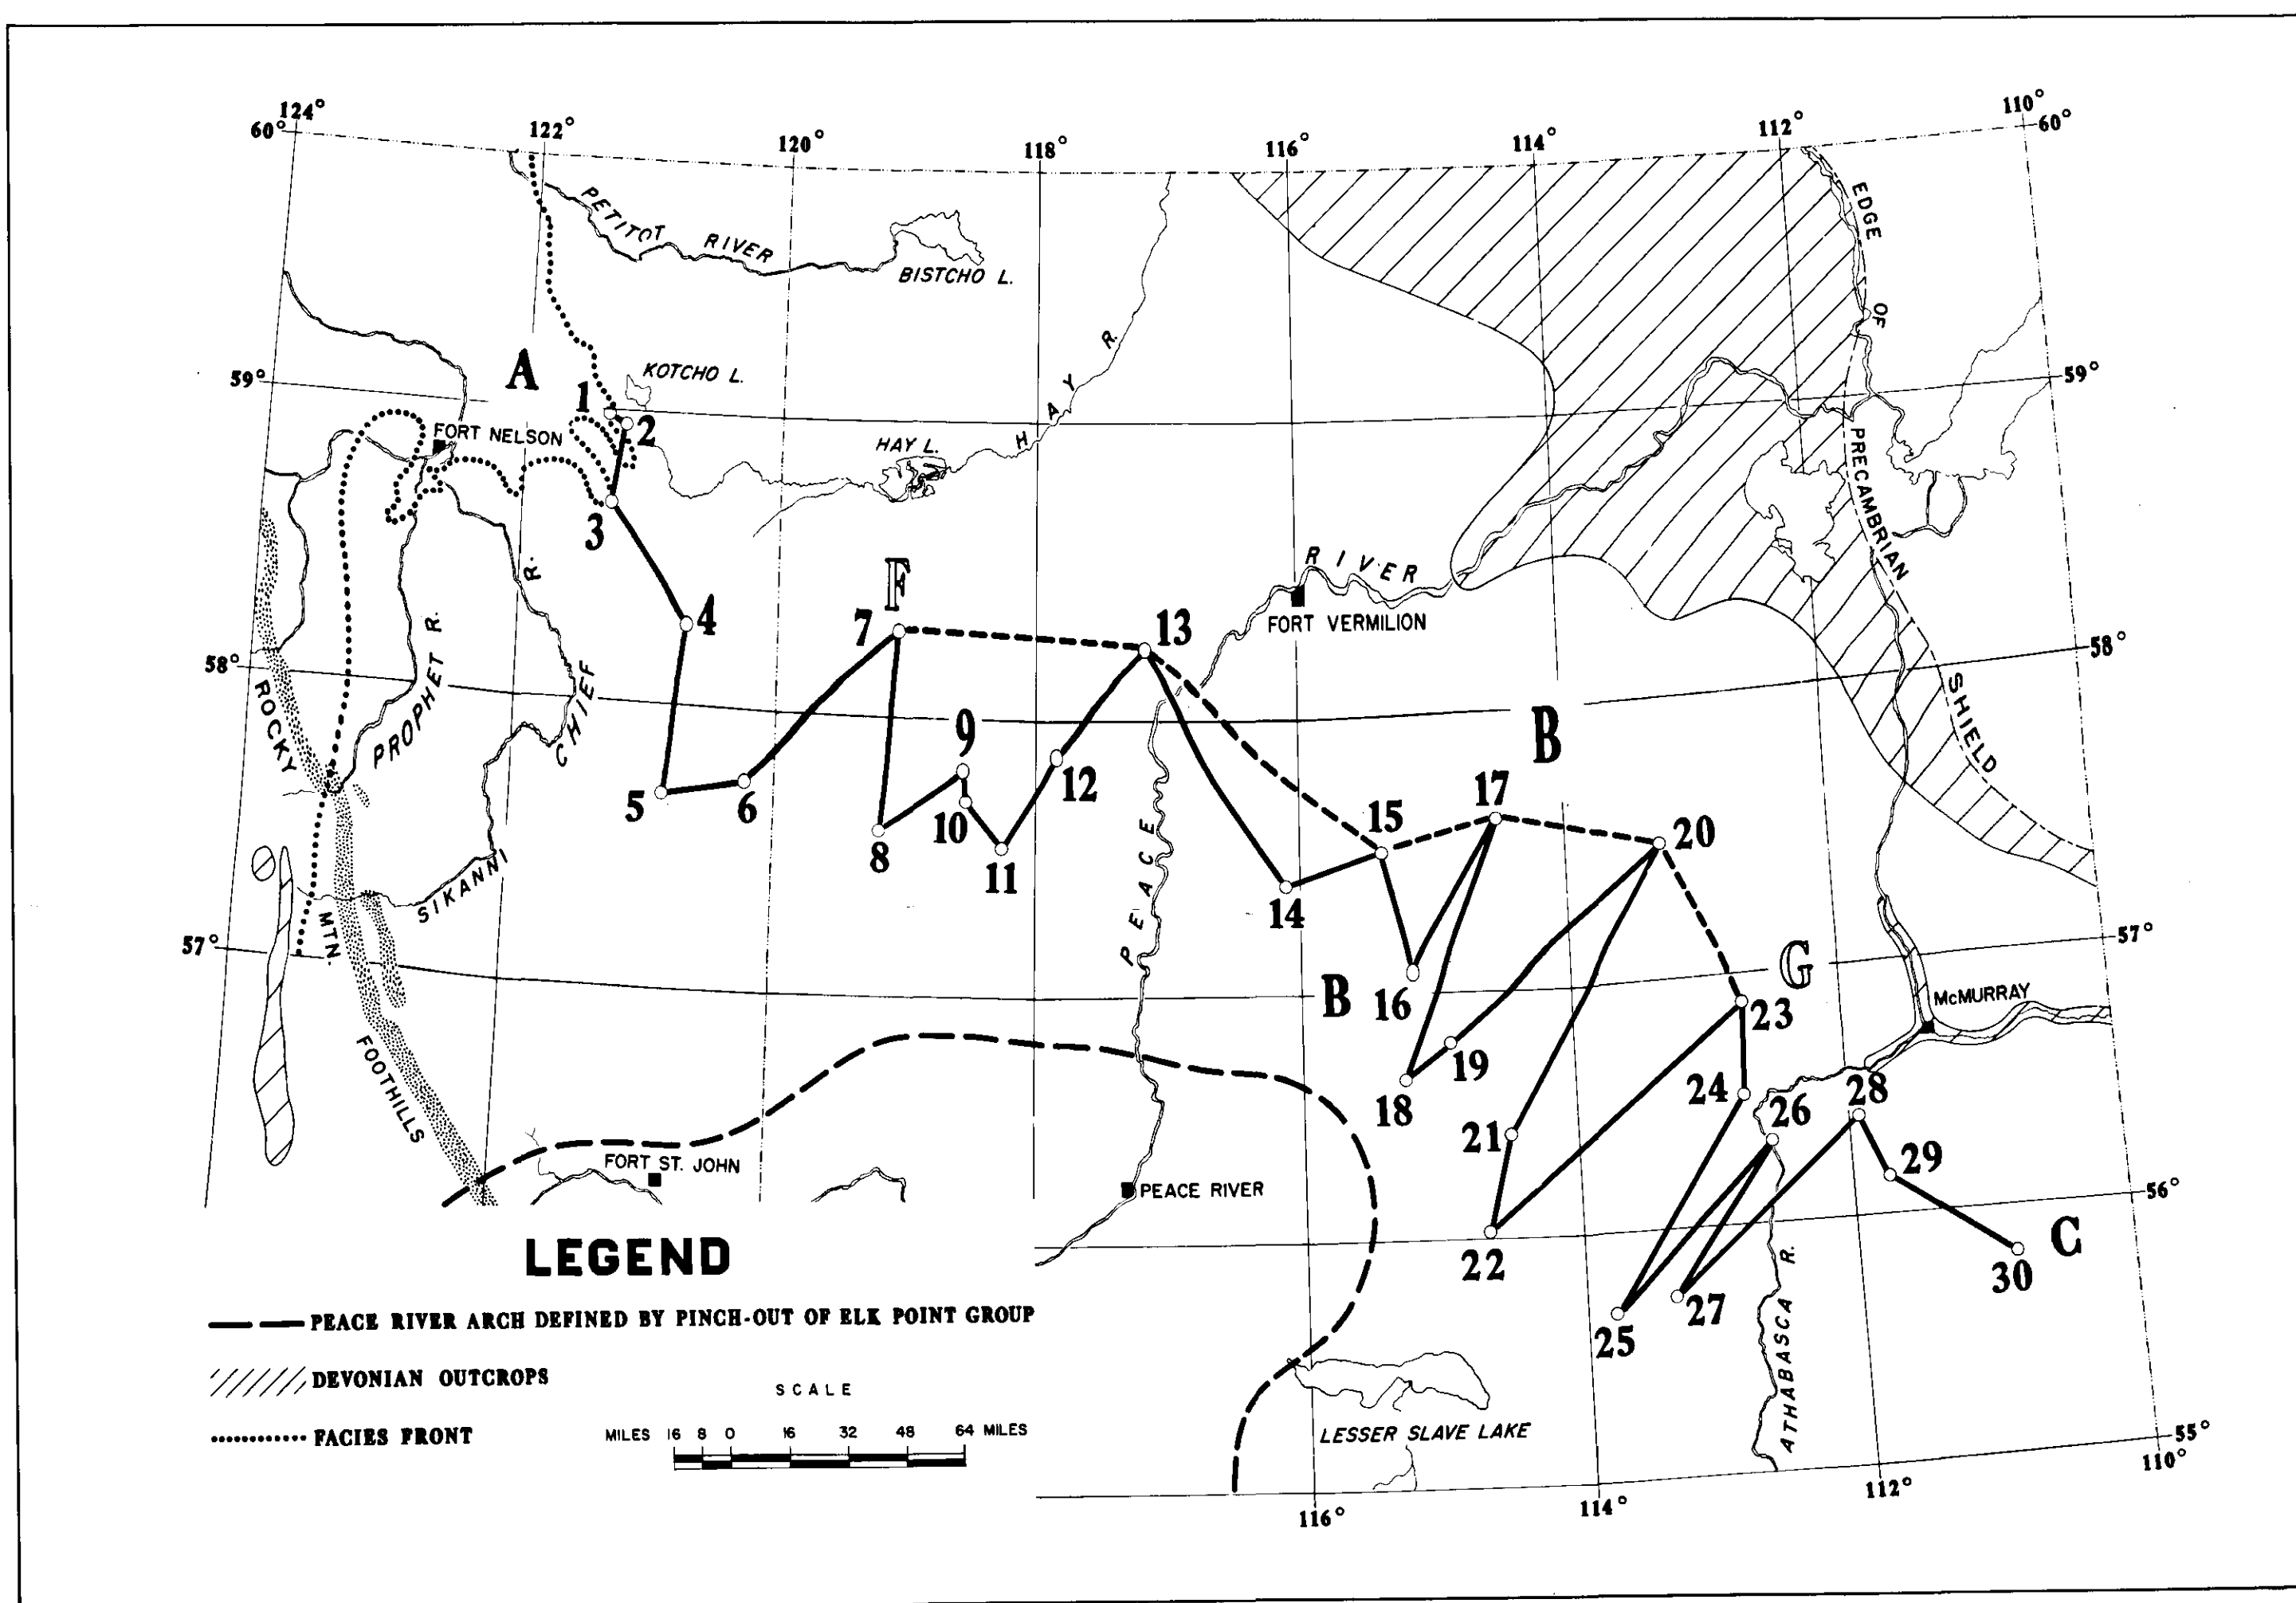 124°
60°
122°
120°
118°
116°
114°
112°
110°
60°
PETITOT RIVER
BISTCHO L.
EDGE OF PRECAMBRIAN SHIELD
HAY R.
A
KOTCHO L.
59°
59°
1
2
FORT NELSON
HAY L.
3
F
RIVER
4
7
13
FORT VERMILION
58°
58°
PROPHET R.
SIKANNI CHIEF R.
ROCKY MTN. FOOTHILLS
B
9
12
5
6
10
17
15
20
8
11
PEACE
14
57°
57°
G
B
16
McMURRAY
23
19
18
24
28
26
21
29
FORT ST. JOHN
PEACE RIVER
56°
C
22
30
27
25
ATHABASCA R.
LEGEND
PEACE RIVER ARCH DEFINED BY PINCH-OUT OF ELK POINT GROUP
DEVONIAN OUTCROPS
SCALE
FACIES FRONT
MILES 16 8 0 16 32 48 64 MILES
LESSER SLAVE LAKE
55°
116°
114°
112°
110°